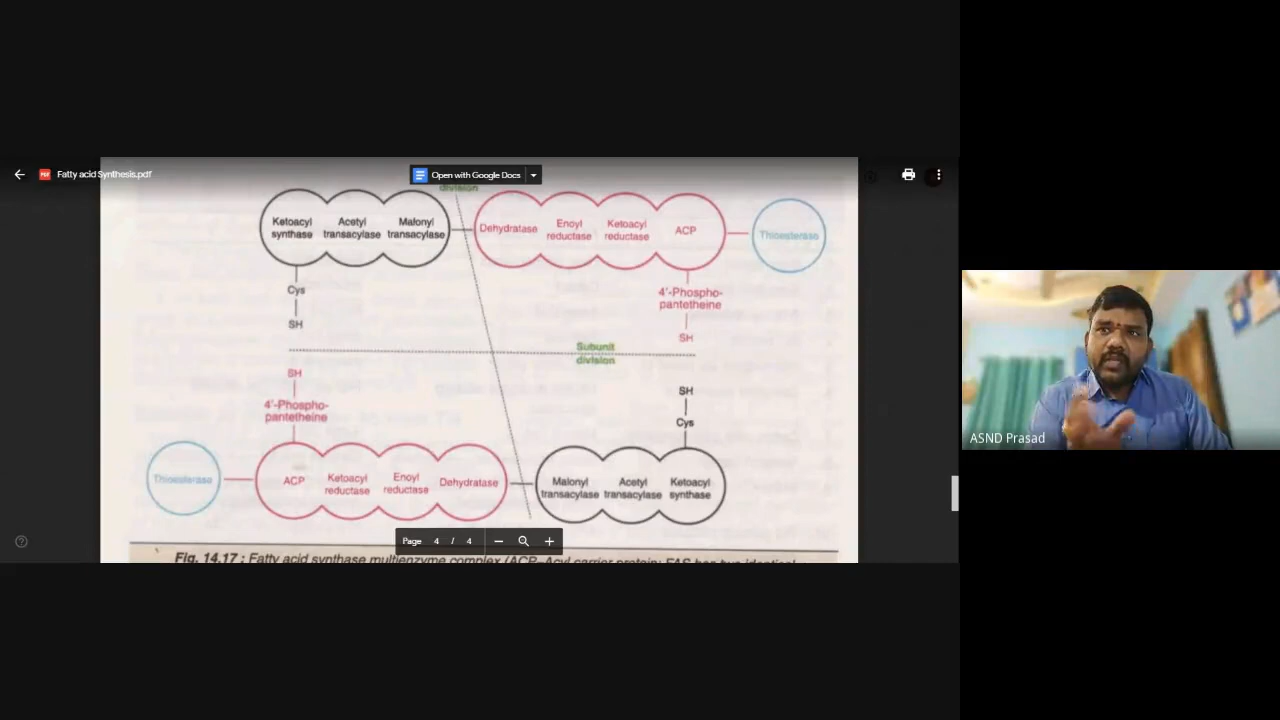 Fatty acid Synthesis.pdf
Open with Google Docs
division
Ketoacyl synthase
Acetyl transacylase
Malonyl transacylase
Dehydratase
Enoyl reductase
Ketoacyl reductase
ACP
Thioesterase
Cys
SH
4'-Phospho-
pantetheine
SH
Subunit
division
SH
4'-Phospho-
pantetheine
SH
Cys
Thioesterase
ACP
Ketoacyl reductase
Enoyl reductase
Dehydratase
Malonyl transacylase
Acetyl transacylase
Ketoacyl synthase
Page 4 / 4
Fig. 14.17 : Fatty acid synthase multienzyme complex (ACP–Acyl carrier protein; FAS has two identical
ASND Prasad